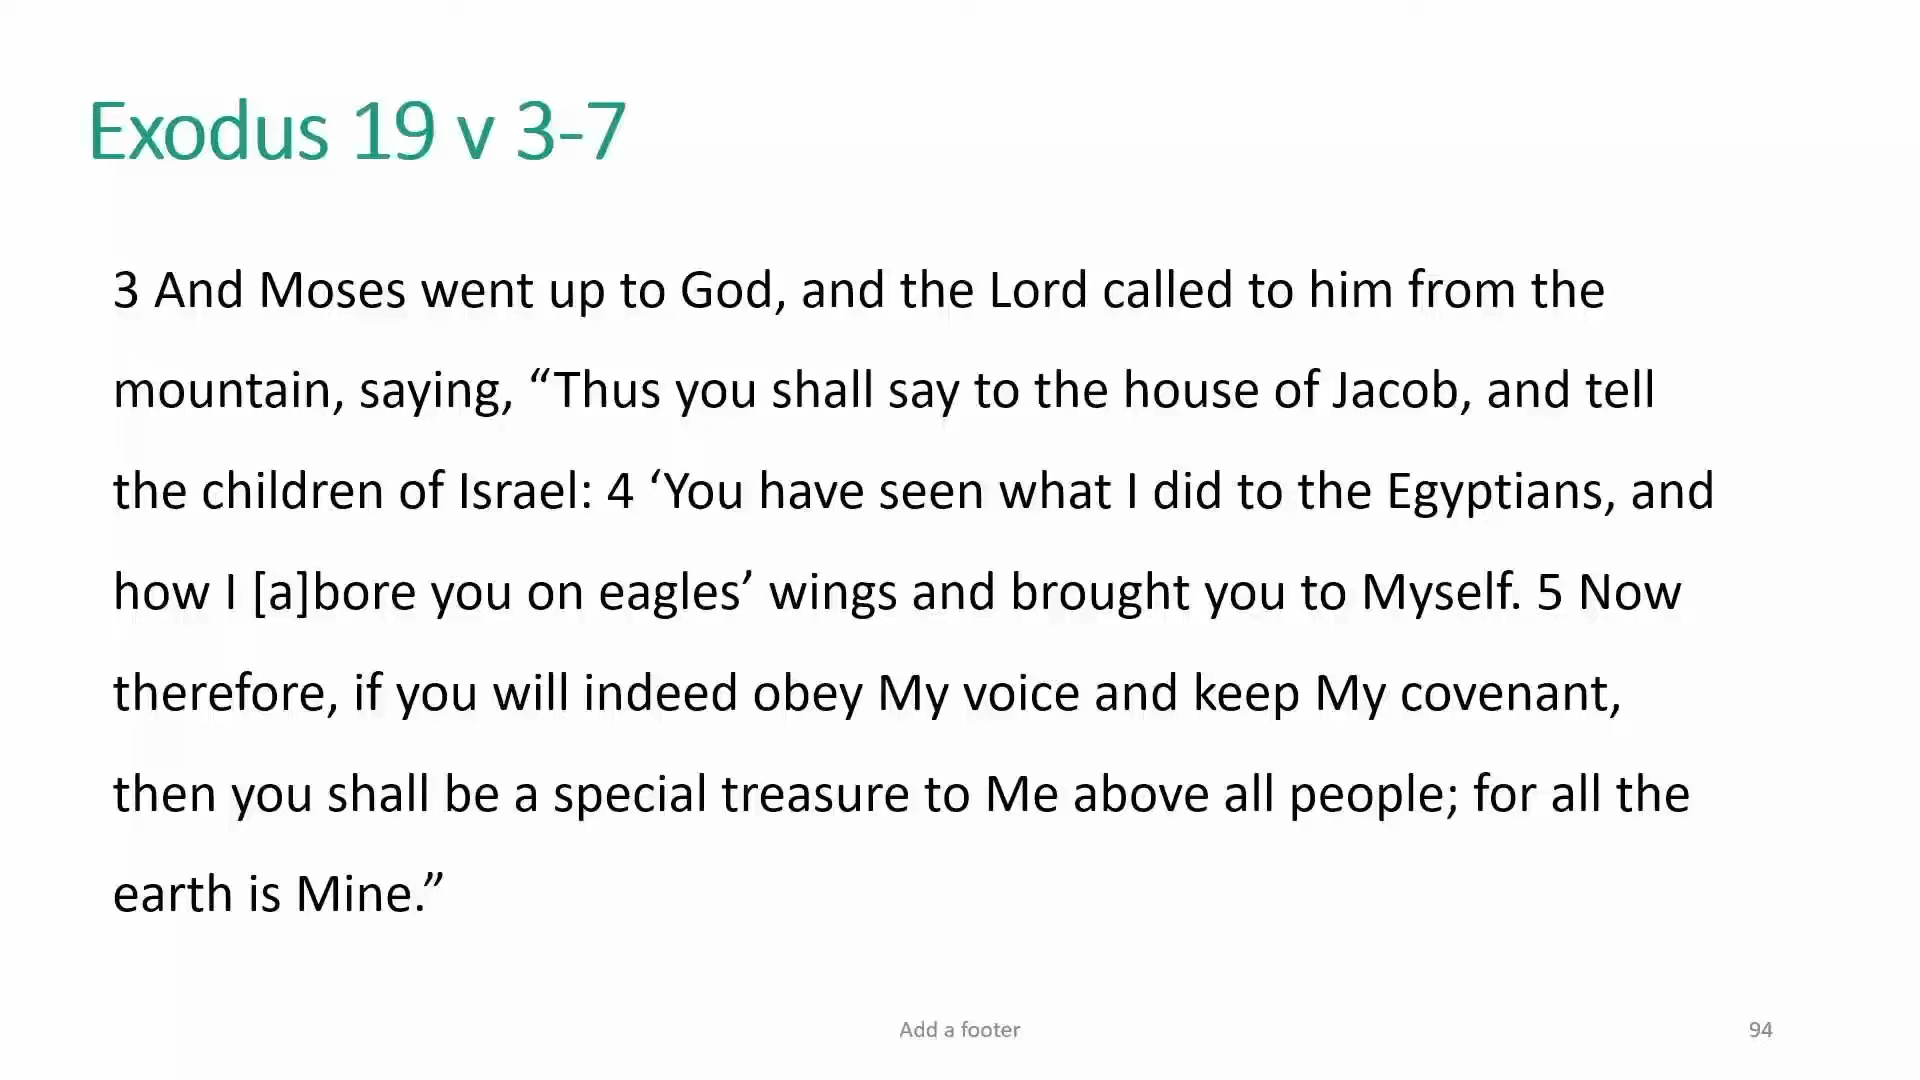 Exodus 19 v 3-7
3 And Moses went up to God, and the Lord called to him from the
mountain, saying, “Thus you shall say to the house of Jacob, and tell
the children of Israel: 4 ‘You have seen what I did to the Egyptians, and
how I [a]bore you on eagles’ wings and brought you to Myself. 5 Now
therefore, if you will indeed obey My voice and keep My covenant,
then you shall be a special treasure to Me above all people; for all the
earth is Mine.”
Add a footer
94